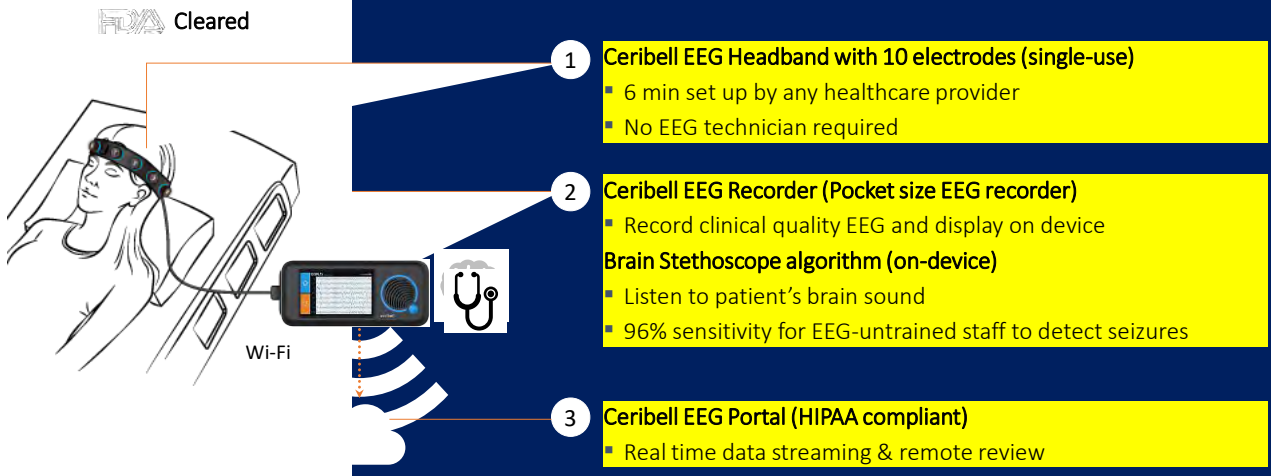 FDA Cleared
1
Ceribell EEG Headband with 10 electrodes (single-use)
▪ 6 min set up by any healthcare provider
▪ No EEG technician required
2
Ceribell EEG Recorder (Pocket size EEG recorder)
▪ Record clinical quality EEG and display on device
Brain Stethoscope algorithm (on-device)
▪ Listen to patient’s brain sound
▪ 96% sensitivity for EEG-untrained staff to detect seizures
Wi-Fi
3
Ceribell EEG Portal (HIPAA compliant)
▪ Real time data streaming & remote review